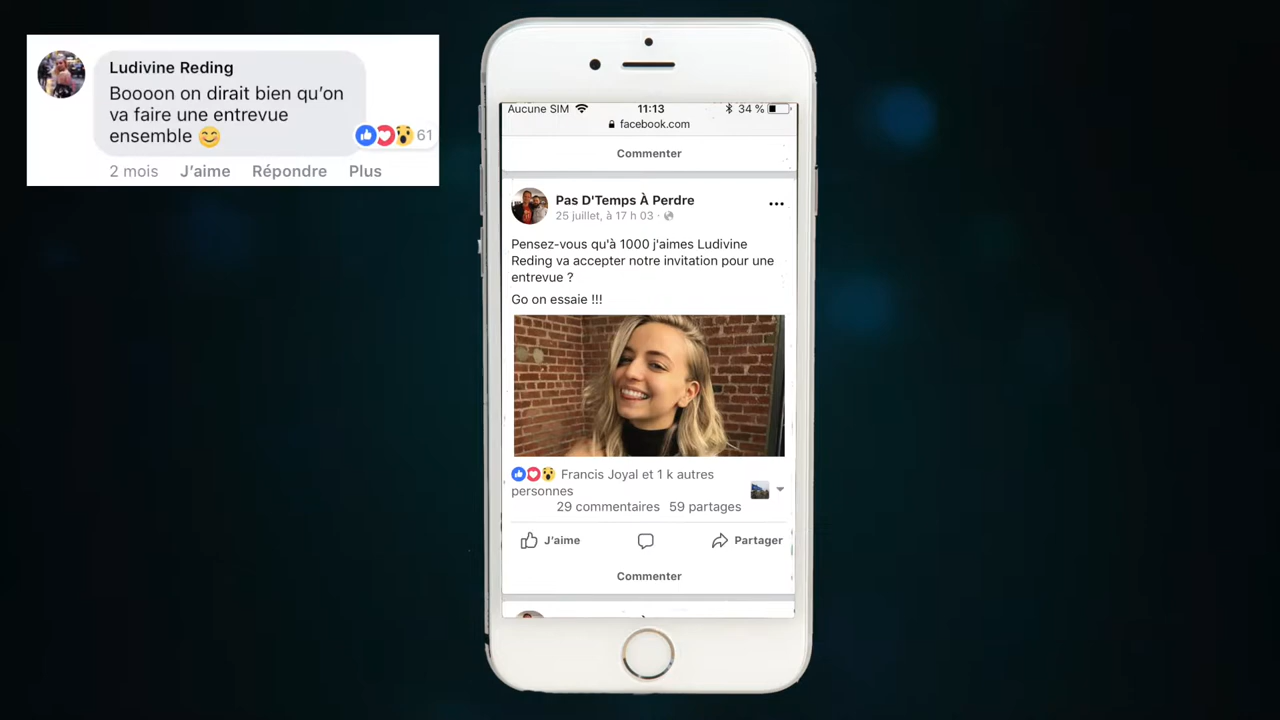 Ludivine Reding
Boooon on dirait bien qu'on
va faire une entrevue
ensemble 😊
61
2 mois J'aime Répondre Plus
Aucune SIM 11:13 34 %
facebook.com
Commenter
Pas D'Temps À Perdre
25 juillet, à 17 h 03 ·
Pensez-vous qu'à 1000 j'aimes Ludivine
Reding va accepter notre invitation pour une
entrevue ?
Go on essaie !!!
Francis Joyal et 1 k autres
personnes
29 commentaires 59 partages
J'aime Partager
Commenter